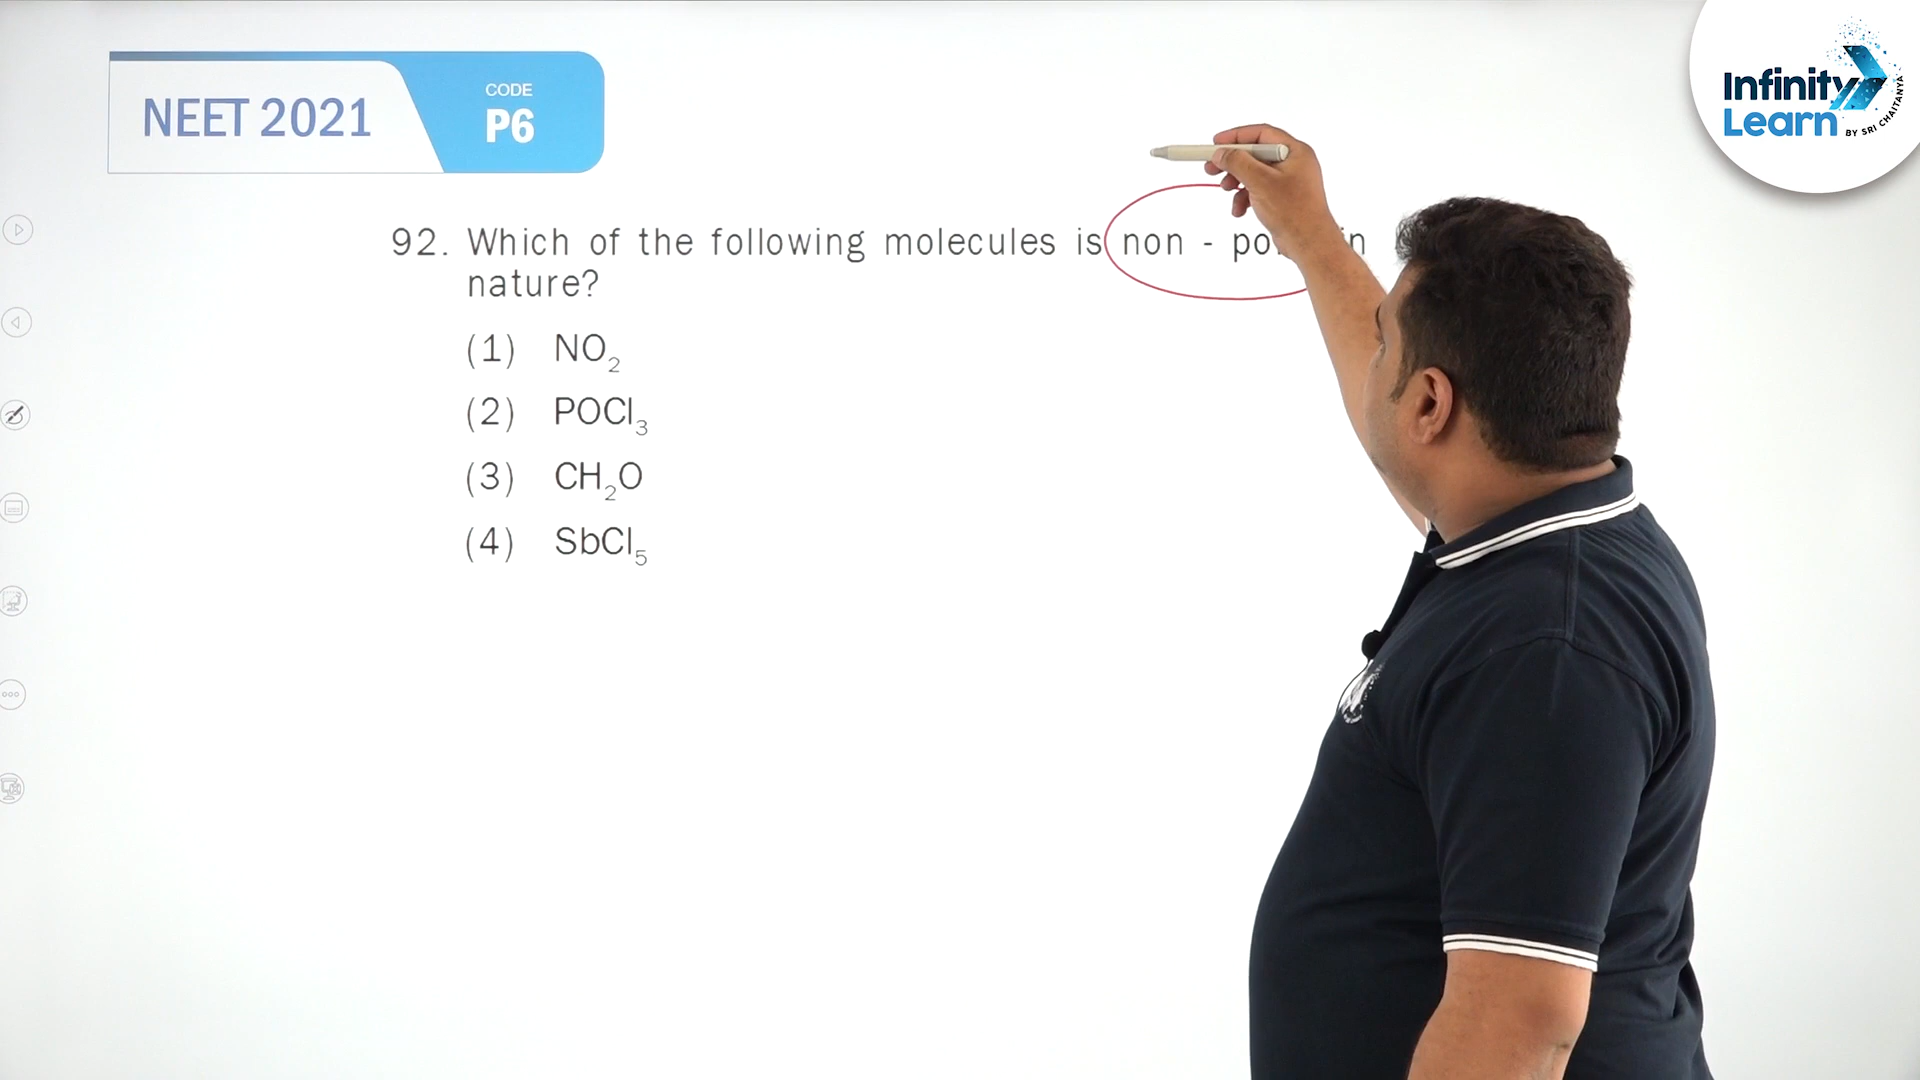 NEET 2021
CODE
P6
Infinity
Learn
BY SRI CHAITANYA
92. Which of the following molecules is non - in
nature?
(1) NO₂
(2) POCl₃
(3) CH₂O
(4) SbCl₅